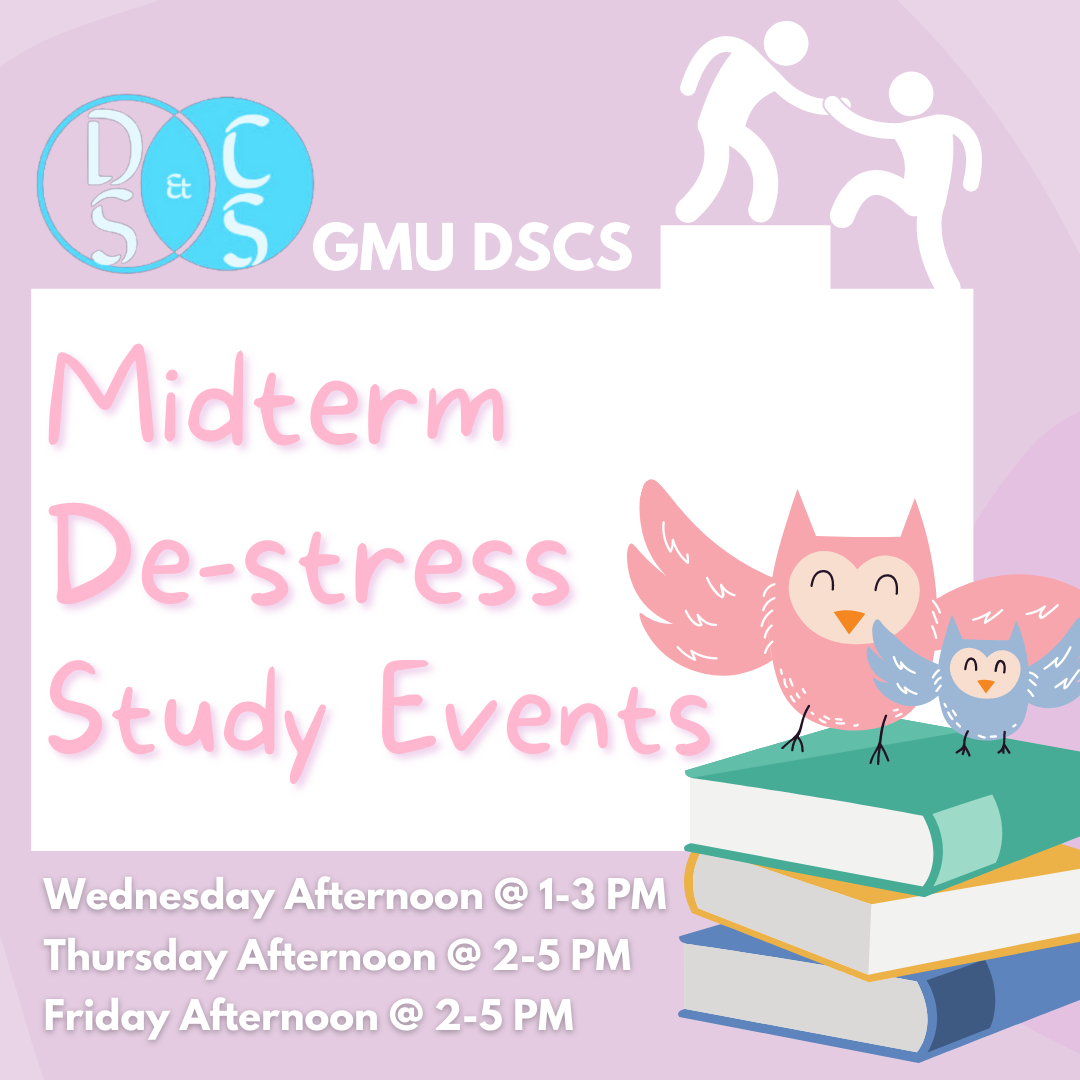 D
S
&
C
S
GMU DSCS
Midterm
De-stress
Study Events
Wednesday Afternoon @ 1-3 PM
Thursday Afternoon @ 2-5 PM
Friday Afternoon @ 2-5 PM